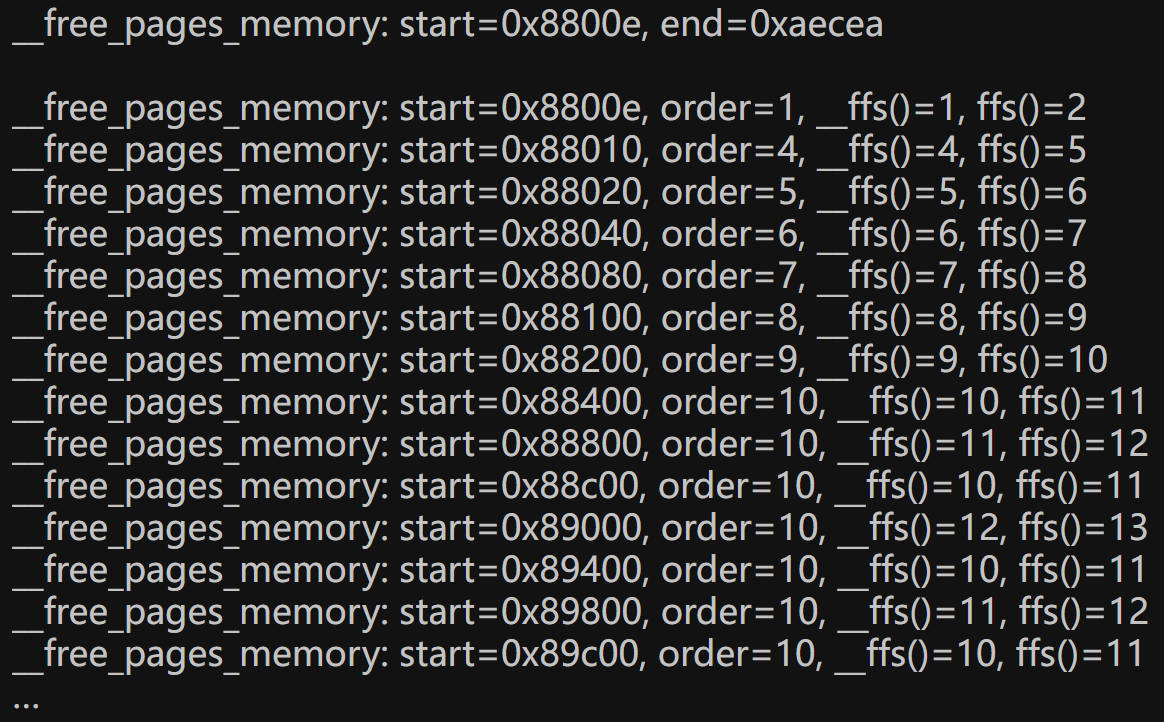 __free_pages_memory: start=0x8800e, end=0xaecea
__free_pages_memory: start=0x8800e, order=1, __ffs()=1, ffs()=2
__free_pages_memory: start=0x88010, order=4, __ffs()=4, ffs()=5
__free_pages_memory: start=0x88020, order=5, __ffs()=5, ffs()=6
__free_pages_memory: start=0x88040, order=6, __ffs()=6, ffs()=7
__free_pages_memory: start=0x88080, order=7, __ffs()=7, ffs()=8
__free_pages_memory: start=0x88100, order=8, __ffs()=8, ffs()=9
__free_pages_memory: start=0x88200, order=9, __ffs()=9, ffs()=10
__free_pages_memory: start=0x88400, order=10, __ffs()=10, ffs()=11
__free_pages_memory: start=0x88800, order=10, __ffs()=11, ffs()=12
__free_pages_memory: start=0x88c00, order=10, __ffs()=10, ffs()=11
__free_pages_memory: start=0x89000, order=10, __ffs()=12, ffs()=13
__free_pages_memory: start=0x89400, order=10, __ffs()=10, ffs()=11
__free_pages_memory: start=0x89800, order=10, __ffs()=11, ffs()=12
__free_pages_memory: start=0x89c00, order=10, __ffs()=10, ffs()=11
...